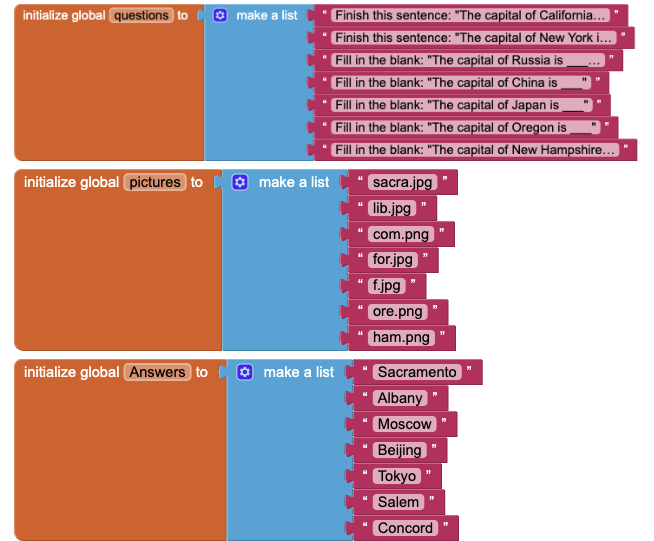 initialize global questions to make a list " Finish this sentence: "The capital of California... "
" Finish this sentence: "The capital of New York i... "
" Fill in the blank: "The capital of Russia is ___... "
" Fill in the blank: "The capital of China is ___" "
" Fill in the blank: "The capital of Japan is ___" "
" Fill in the blank: "The capital of Oregon is ___" "
" Fill in the blank: "The capital of New Hampshire... "
initialize global pictures to make a list " sacra.jpg "
" lib.jpg "
" com.png "
" for.jpg "
" f.jpg "
" ore.png "
" ham.png "
initialize global Answers to make a list " Sacramento "
" Albany "
" Moscow "
" Beijing "
" Tokyo "
" Salem "
" Concord "